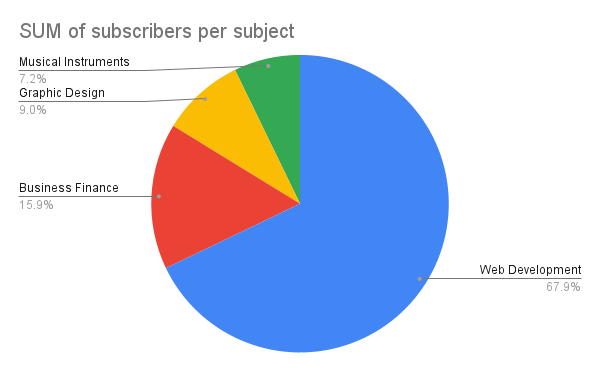 SUM of subscribers per subject
Musical Instruments
7.2%
Graphic Design
9.0%
Business Finance
15.9%
Web Development
67.9%